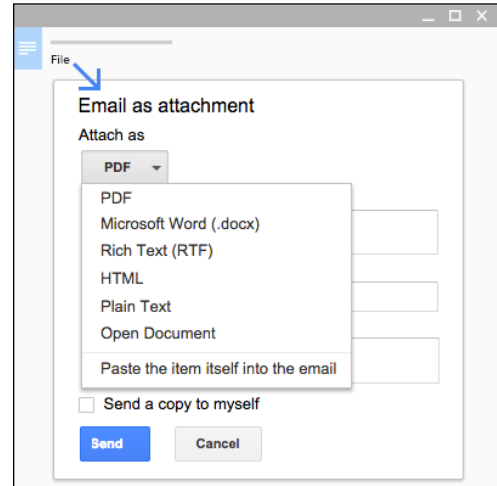 File
Email as attachment
Attach as
PDF
PDF
Microsoft Word (.docx)
Rich Text (RTF)
HTML
Plain Text
Open Document
Paste the item itself into the email
Send a copy to myself
Send
Cancel